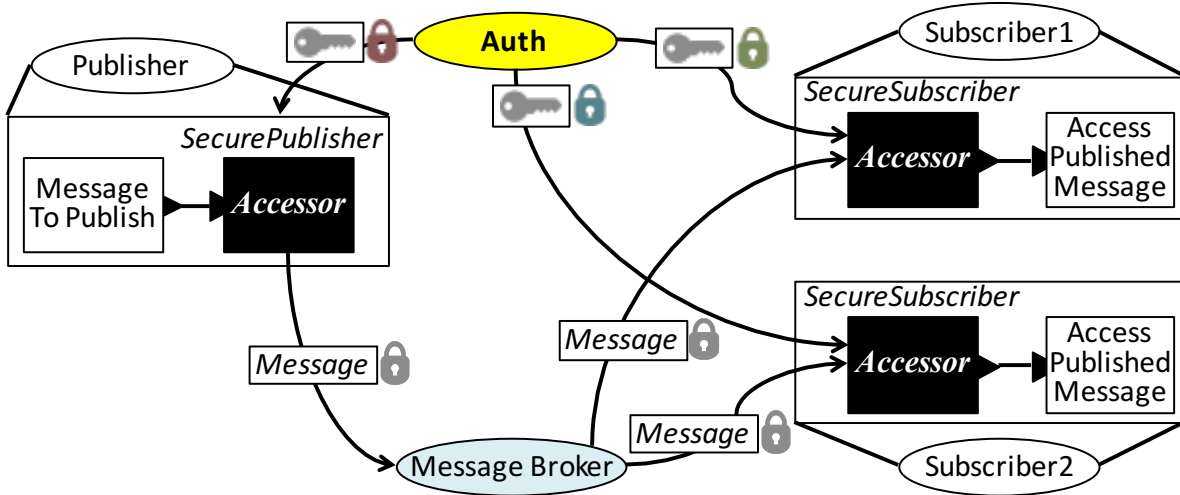 Auth
Publisher
SecurePublisher
Message
To Publish
Accessor
Subscriber1
SecureSubscriber
Accessor
Access
Published
Message
Message
Message
Message
Message Broker
SecureSubscriber
Accessor
Access
Published
Message
Subscriber2